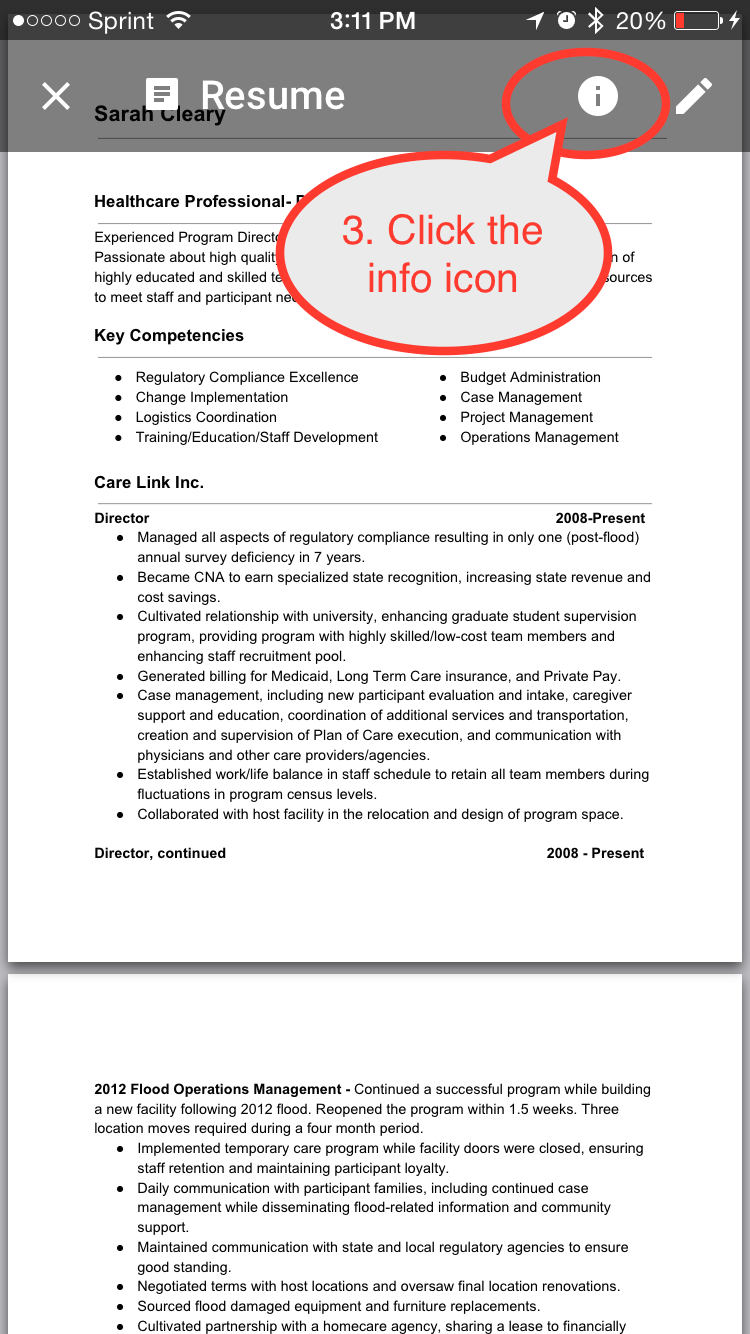 Sprint 3:11 PM 20%
Resume
Sarah Cleary
3. Click the
info icon
Healthcare Professional-
Experienced Program
Passionate about high of
highly educated and skilled
to meet staff and participant
Key Competencies
● Regulatory Compliance Excellence
● Change Implementation
● Logistics Coordination
● Training/Education/Staff Development
● Budget Administration
● Case Management
● Project Management
● Operations Management
Care Link Inc.
Director 2008-Present
● Managed all aspects of regulatory compliance resulting in only one (post-flood)
annual survey deficiency in 7 years.
● Became CNA to earn specialized state recognition, increasing state revenue and
cost savings.
● Cultivated relationship with university, enhancing graduate student supervision
program, providing program with highly skilled/low-cost team members and
enhancing staff recruitment pool.
● Generated billing for Medicaid, Long Term Care insurance, and Private Pay.
● Case management, including new participant evaluation and intake, caregiver
support and education, coordination of additional services and transportation,
creation and supervision of Plan of Care execution, and communication with
physicians and other care providers/agencies.
● Established work/life balance in staff schedule to retain all team members during
fluctuations in program census levels.
● Collaborated with host facility in the relocation and design of program space.
Director, continued 2008 - Present
2012 Flood Operations Management - Continued a successful program while building
a new facility following 2012 flood. Reopened the program within 1.5 weeks. Three
location moves required during a four month period.
● Implemented temporary care program while facility doors were closed, ensuring
staff retention and maintaining participant loyalty.
● Daily communication with participant families, including continued case
management while disseminating flood-related information and community
support.
● Maintained communication with state and local regulatory agencies to ensure
good standing.
● Negotiated terms with host locations and oversaw final location renovations.
● Sourced flood damaged equipment and furniture replacements.
● Cultivated partnership with a homecare agency, sharing a lease to financially